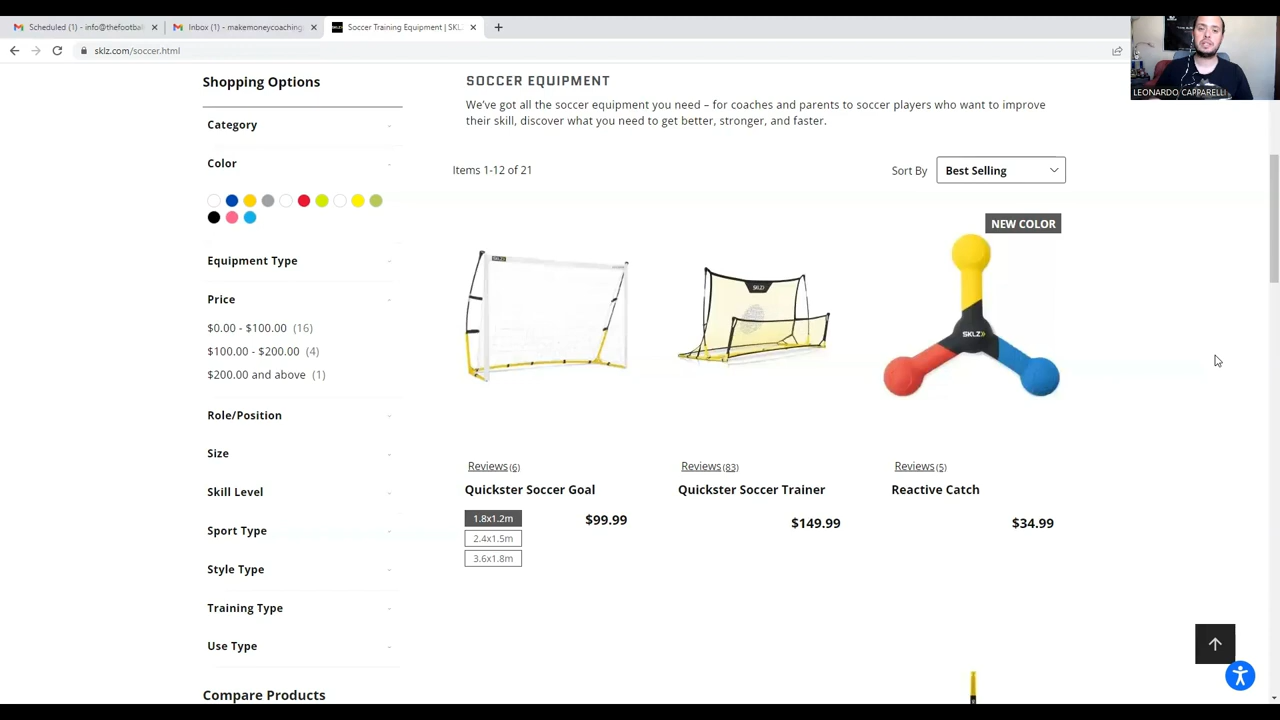 Scheduled (1) - info@thefootbal
Inbox (1) - makemoneycoaching
Soccer Training Equipment | SKL
sklz.com/soccer.html
LEONARDO CAPPARELLI
Shopping Options
Category
Color
Equipment Type
Price
$0.00 - $100.00 (16)
$100.00 - $200.00 (4)
$200.00 and above (1)
Role/Position
Size
Skill Level
Sport Type
Style Type
Training Type
Use Type
Compare Products
SOCCER EQUIPMENT
We've got all the soccer equipment you need – for coaches and parents to soccer players who want to improve
their skill, discover what you need to get better, stronger, and faster.
Items 1-12 of 21
Sort By Best Selling
NEW COLOR
SKLZ
SKLZ
SKLZ
Reviews (6)
Quickster Soccer Goal
1.8x1.2m
2.4x1.5m
3.6x1.8m
$99.99
Reviews (83)
Quickster Soccer Trainer
$149.99
Reviews (5)
Reactive Catch
$34.99